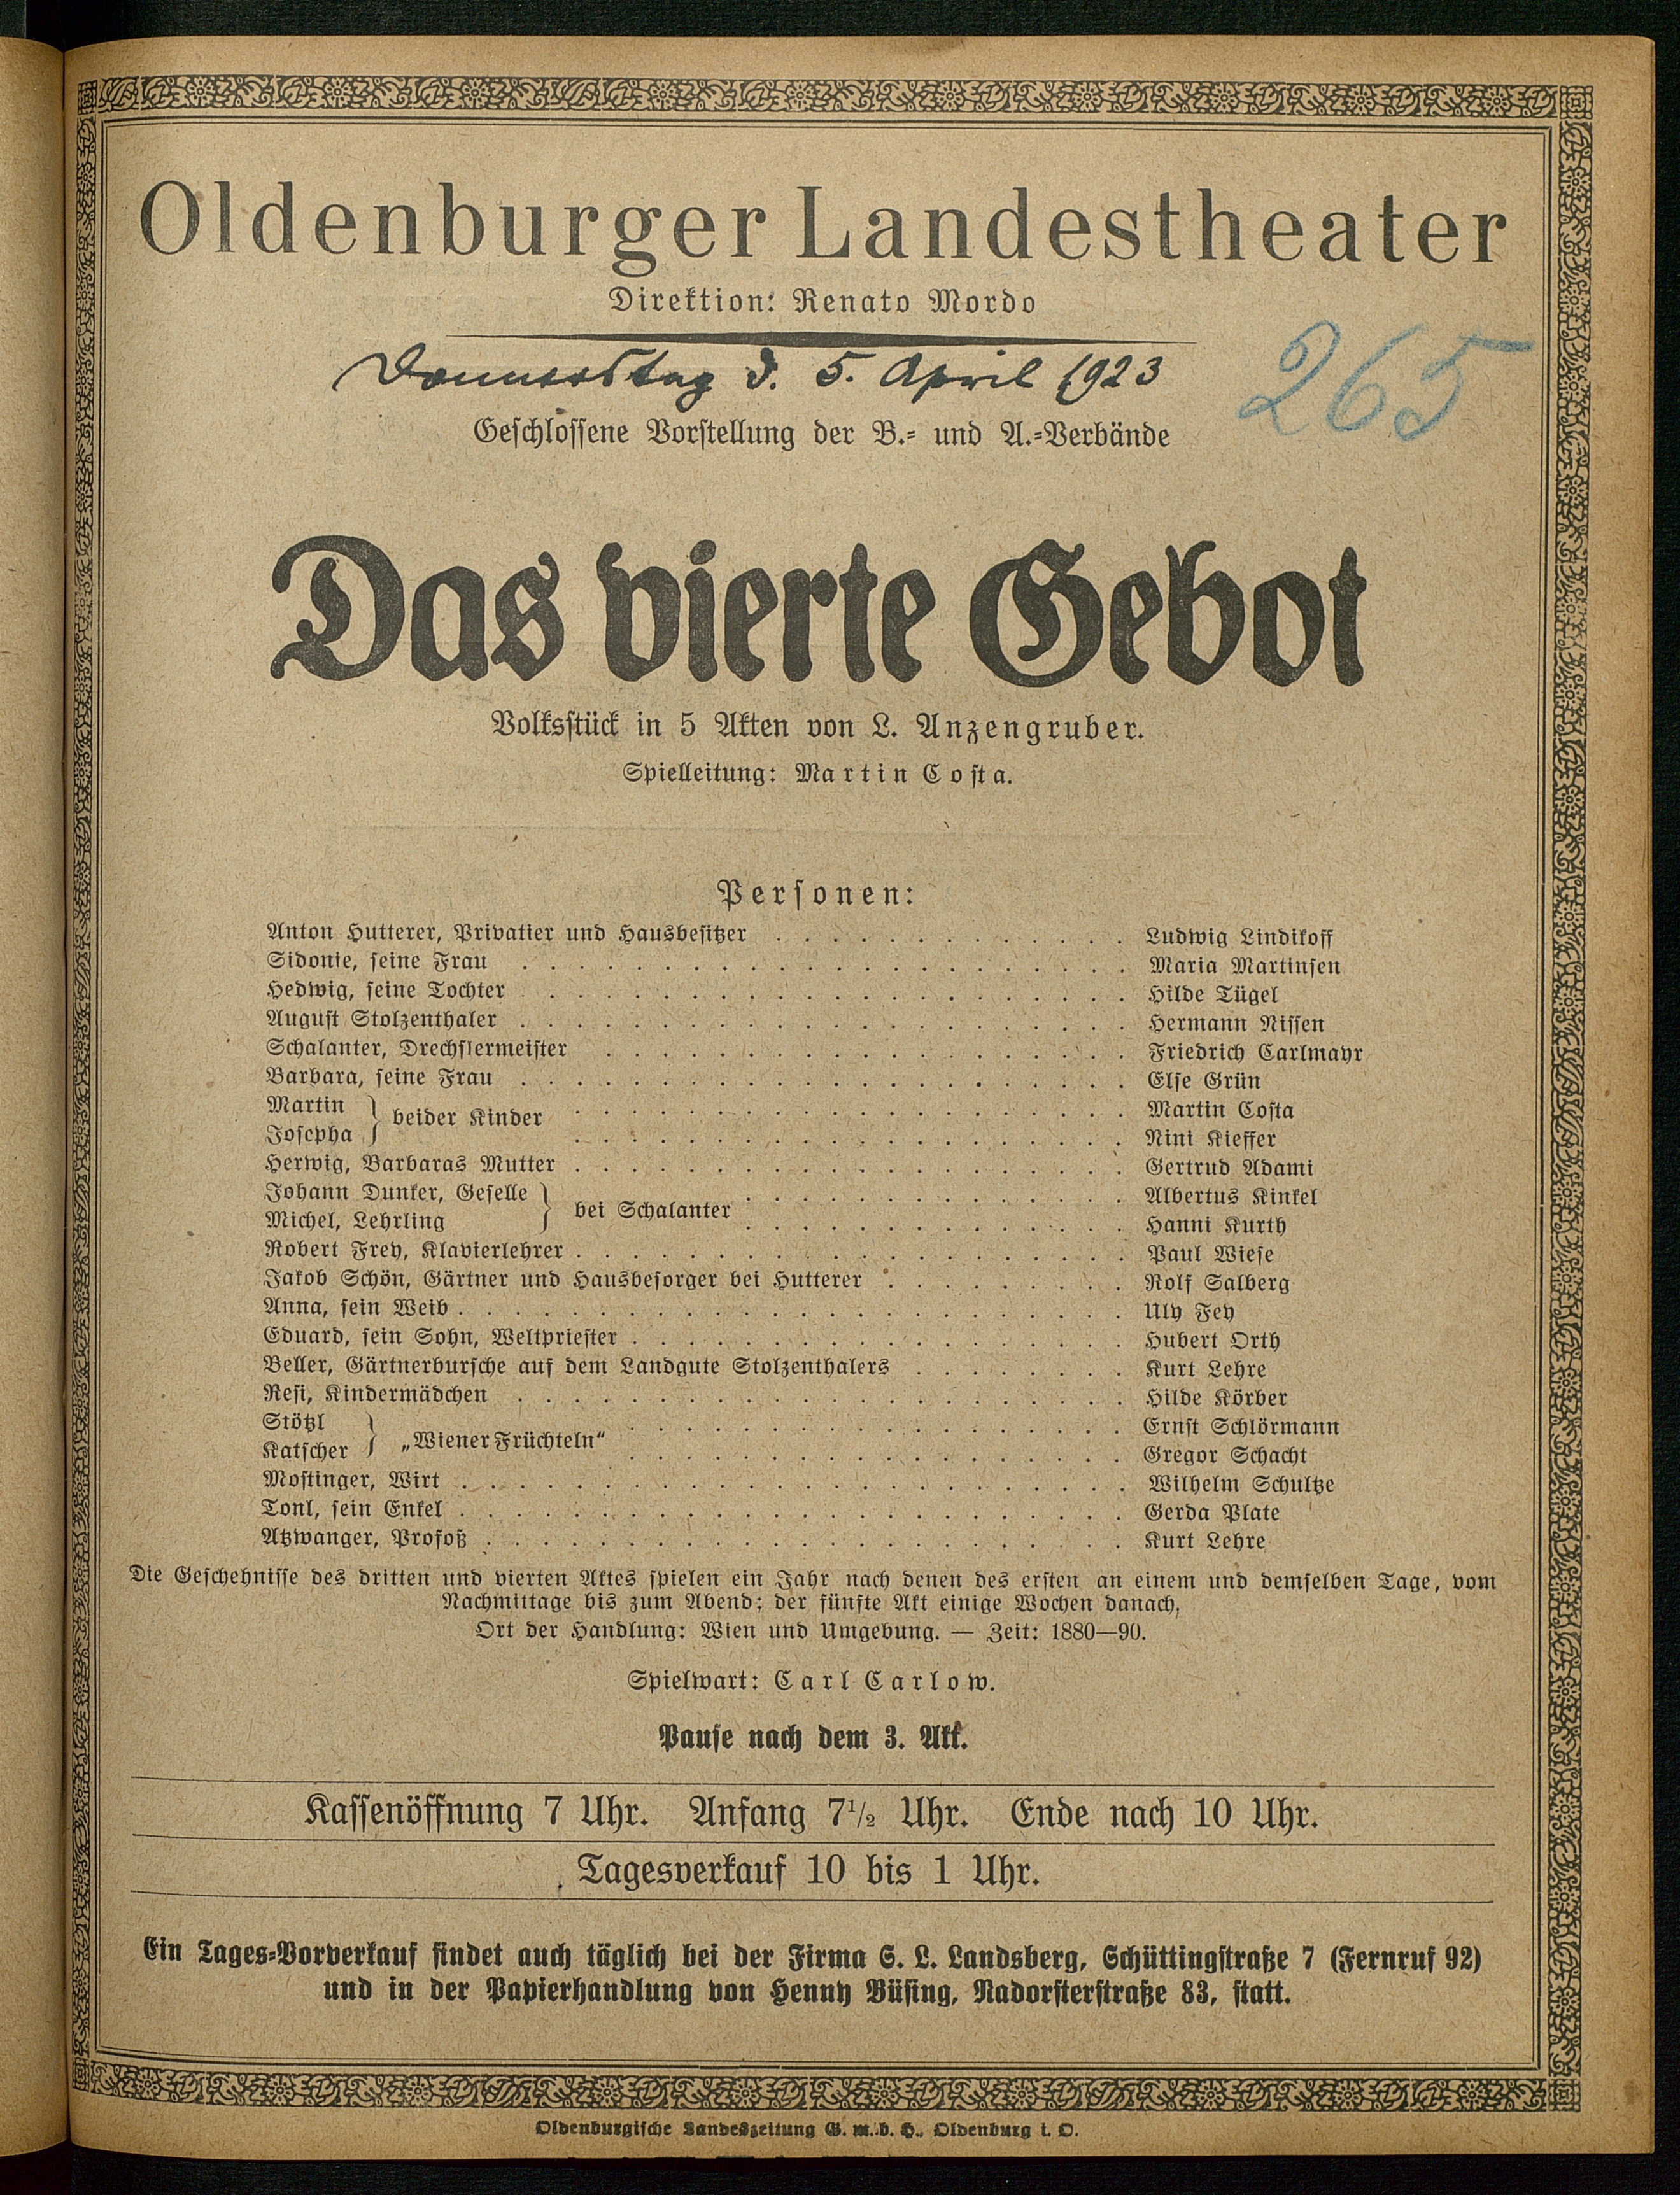 Oldenburger Landestheater
Direktion: Renato Mordo
Donnerstag d. 5. April 1923
265
Geschlossene Vorstellung der B.- und A.-Verbände
Das vierte Gebot
Volksstück in 5 Akten von L. Anzengruber.
Spielleitung: Martin Costa.
Personen:
Anton Hutterer, Privatier und Hausbesitzer . . . . . . . . . . . . . Ludwig Lindikoff
Sidonie, seine Frau . . . . . . . . . . . . . . . . . . . . . . Maria Martinsen
Hedwig, seine Tochter . . . . . . . . . . . . . . . . . . . . . Hilde Tügel
August Stolzenthaler . . . . . . . . . . . . . . . . . . . . . . Hermann Nissen
Schalanter, Drechslermeister . . . . . . . . . . . . . . . . . . . Friedrich Carlmayr
Barbara, seine Frau . . . . . . . . . . . . . . . . . . . . . . Else Grün
Martin } beider Kinder . . . . . . . . . . . . . . . . . . . . Martin Costa
Josepha } . . . . . . . . . . . . . . . . . . . . Nini Kieffer
Herwig, Barbaras Mutter . . . . . . . . . . . . . . . . . . . . Gertrud Adami
Johann Dunker, Geselle } bei Schalanter . . . . . . . . . . . . . . Albertus Kinkel
Michel, Lehrling } . . . . . . . . . . . . . . Hanni Kurth
Robert Frey, Klavierlehrer . . . . . . . . . . . . . . . . . . . . Paul Wiese
Jakob Schön, Gärtner und Hausbesorger bei Hutterer . . . . . . . . . Rolf Salberg
Anna, sein Weib . . . . . . . . . . . . . . . . . . . . . . . . Uly Fey
Eduard, sein Sohn, Weltpriester . . . . . . . . . . . . . . . . . . Hubert Orth
Beller, Gärtnerbursche auf dem Landgute Stolzenthalers . . . . . . . . Kurt Lehre
Resi, Kindermädchen . . . . . . . . . . . . . . . . . . . . . . Hilde Körber
Stötzl } „Wiener Früchteln“ . . . . . . . . . . . . . . . . . . Ernst Schlörmann
Katscher } . . . . . . . . . . . . . . . . . . Gregor Schacht
Mostinger, Wirt . . . . . . . . . . . . . . . . . . . . . . . . Wilhelm Schultze
Tonl, sein Enkel . . . . . . . . . . . . . . . . . . . . . . . . Gerda Plate
Atzwanger, Profoß . . . . . . . . . . . . . . . . . . . . . . . Kurt Lehre
Die Geschehnisse des dritten und vierten Aktes spielen ein Jahr nach denen des ersten an einem und demselben Tage, vom
Nachmittage bis zum Abend; der fünfte Akt einige Wochen danach.
Ort der Handlung: Wien und Umgebung. — Zeit: 1880—90.
Spielwart: Carl Carlow.
Pause nach dem 3. Akt.
Kassenöffnung 7 Uhr. Anfang 7½ Uhr. Ende nach 10 Uhr.
Tagesverkauf 10 bis 1 Uhr.
Ein Tages-Vorverkauf findet auch täglich bei der Firma S. L. Landsberg, Schüttingstraße 7 (Fernruf 92)
und in der Papierhandlung von Henny Büsing, Nadorsterstraße 83, statt.
Oldenburgische Landeszeitung G. m. b. H., Oldenburg i. O.